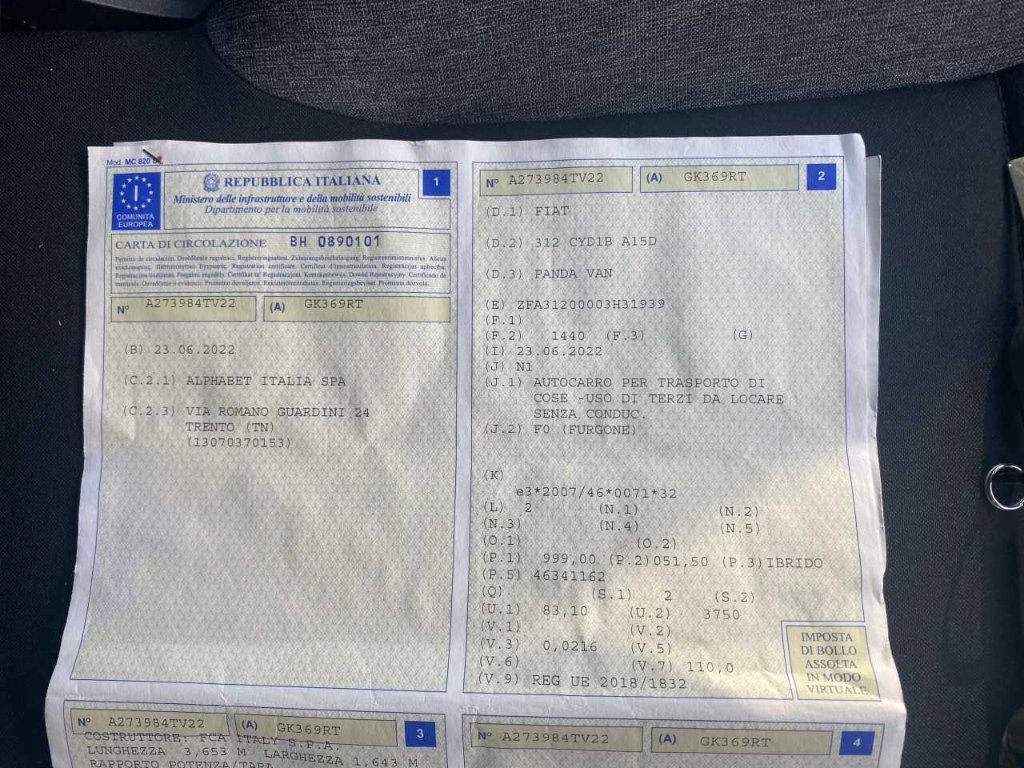 Mod. MC 820
I
COMUNITÀ
EUROPEA
REPUBBLICA ITALIANA
Ministero delle infrastrutture e della mobilità sostenibili
Dipartimento per la mobilità sostenibile
1
CARTA DI CIRCOLAZIONE BH 0890101
N° A273984TV22 (A) GK369RT
(B) 23.06.2022
(C.2.1) ALPHABET ITALIA SPA
(C.2.3) VIA ROMANO GUARDINI 24
TRENTO (TN)
(13070370153)
N° A273984TV22 (A) GK369RT 2
(D.1) FIAT
(D.2) 312 CYD1B A15D
(D.3) PANDA VAN
(E) ZFA31200003H31939
(F.1)
(F.2) 1440 (F.3) (G)
(I) 23.06.2022
(J) N1
(J.1) AUTOCARRO PER TRASPORTO DI
COSE -USO DI TERZI DA LOCARE
SENZA CONDUC.
(J.2) F0 (FURGONE)
(K)
e3*2007/46*0071*32
(L) 2 (N.1) (N.2)
(N.3) (N.4) (N.5)
(O.1) (O.2)
(P.1) 999,00 (P.2)051,50 (P.3)IBRIDO
(P.5) 46341162
(Q) (S.1) 2 (S.2)
(U.1) 83,10 (U.2) 3750
(V.1) (V.2)
(V.3) 0,0216 (V.5)
(V.6) (V.7) 110,0
(V.9) REG UE 2018/1832
IMPOSTA
DI BOLLO
ASSOLTA
IN MODO
VIRTUALE
N° A273984TV22 (A) GK369RT 3
COSTRUTTORE: FCA ITALY S.P.A.
LUNGHEZZA 3,653 M LARGHEZZA 1,643 M
RAPPORTO POTENZA/TARA
N° A273984TV22 (A) GK369RT 4